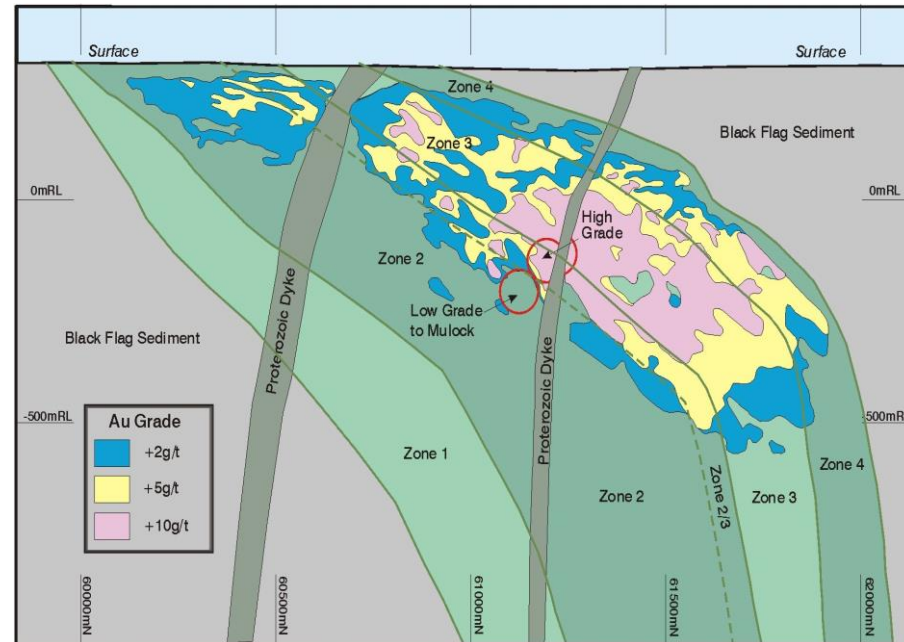 Surface
Surface
Zone 4
Black Flag Sediment
Zone 3
0mRL
0mRL
High
Grade
Zone 2
Low Grade
to Mulock
Black Flag Sediment
Proterozoic Dyke
Proterozoic Dyke
-500mRL
-500mRL
Au Grade
+2g/t
+5g/t
+10g/t
Zone 1
Zone 2
Zone 2/3
Zone 3
Zone 4
60000mN
60500mN
61000mN
61500mN
62000mN